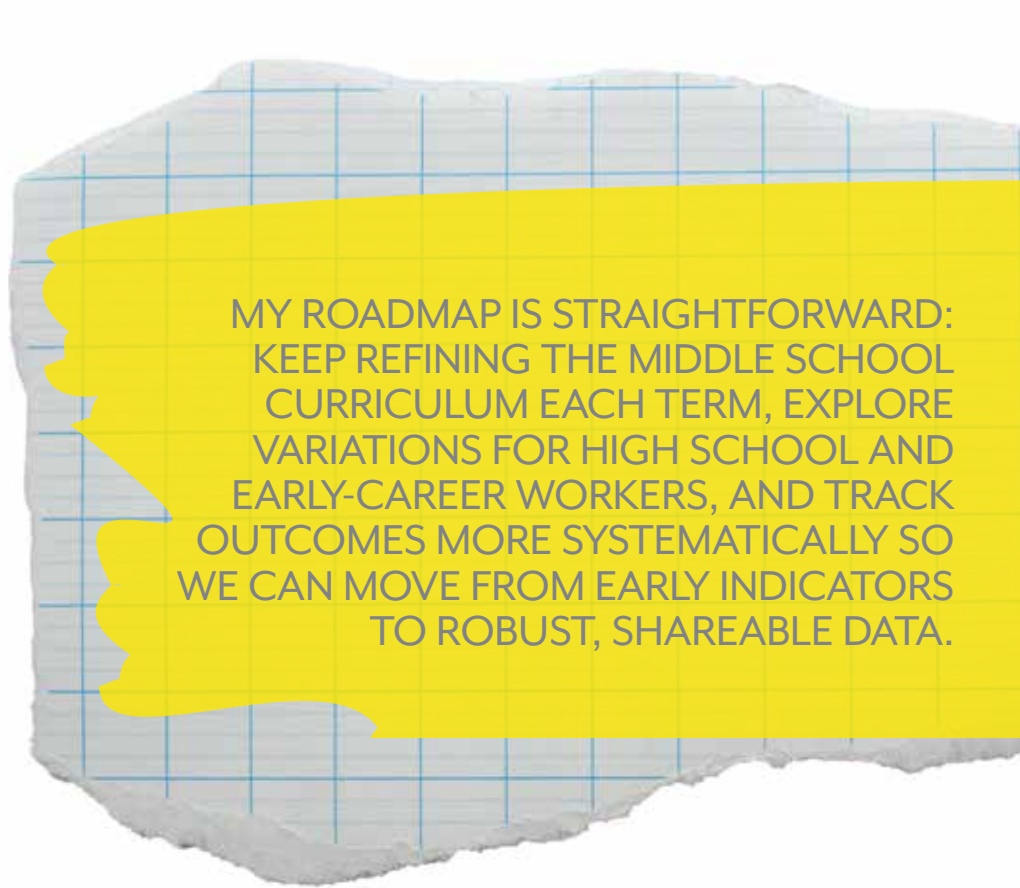 MY ROADMAP IS STRAIGHTFORWARD:
KEEP REFINING THE MIDDLE SCHOOL
CURRICULUM EACH TERM, EXPLORE
VARIATIONS FOR HIGH SCHOOL AND
EARLY-CAREER WORKERS, AND TRACK
OUTCOMES MORE SYSTEMATICALLY SO
WE CAN MOVE FROM EARLY INDICATORS
TO ROBUST, SHAREABLE DATA.